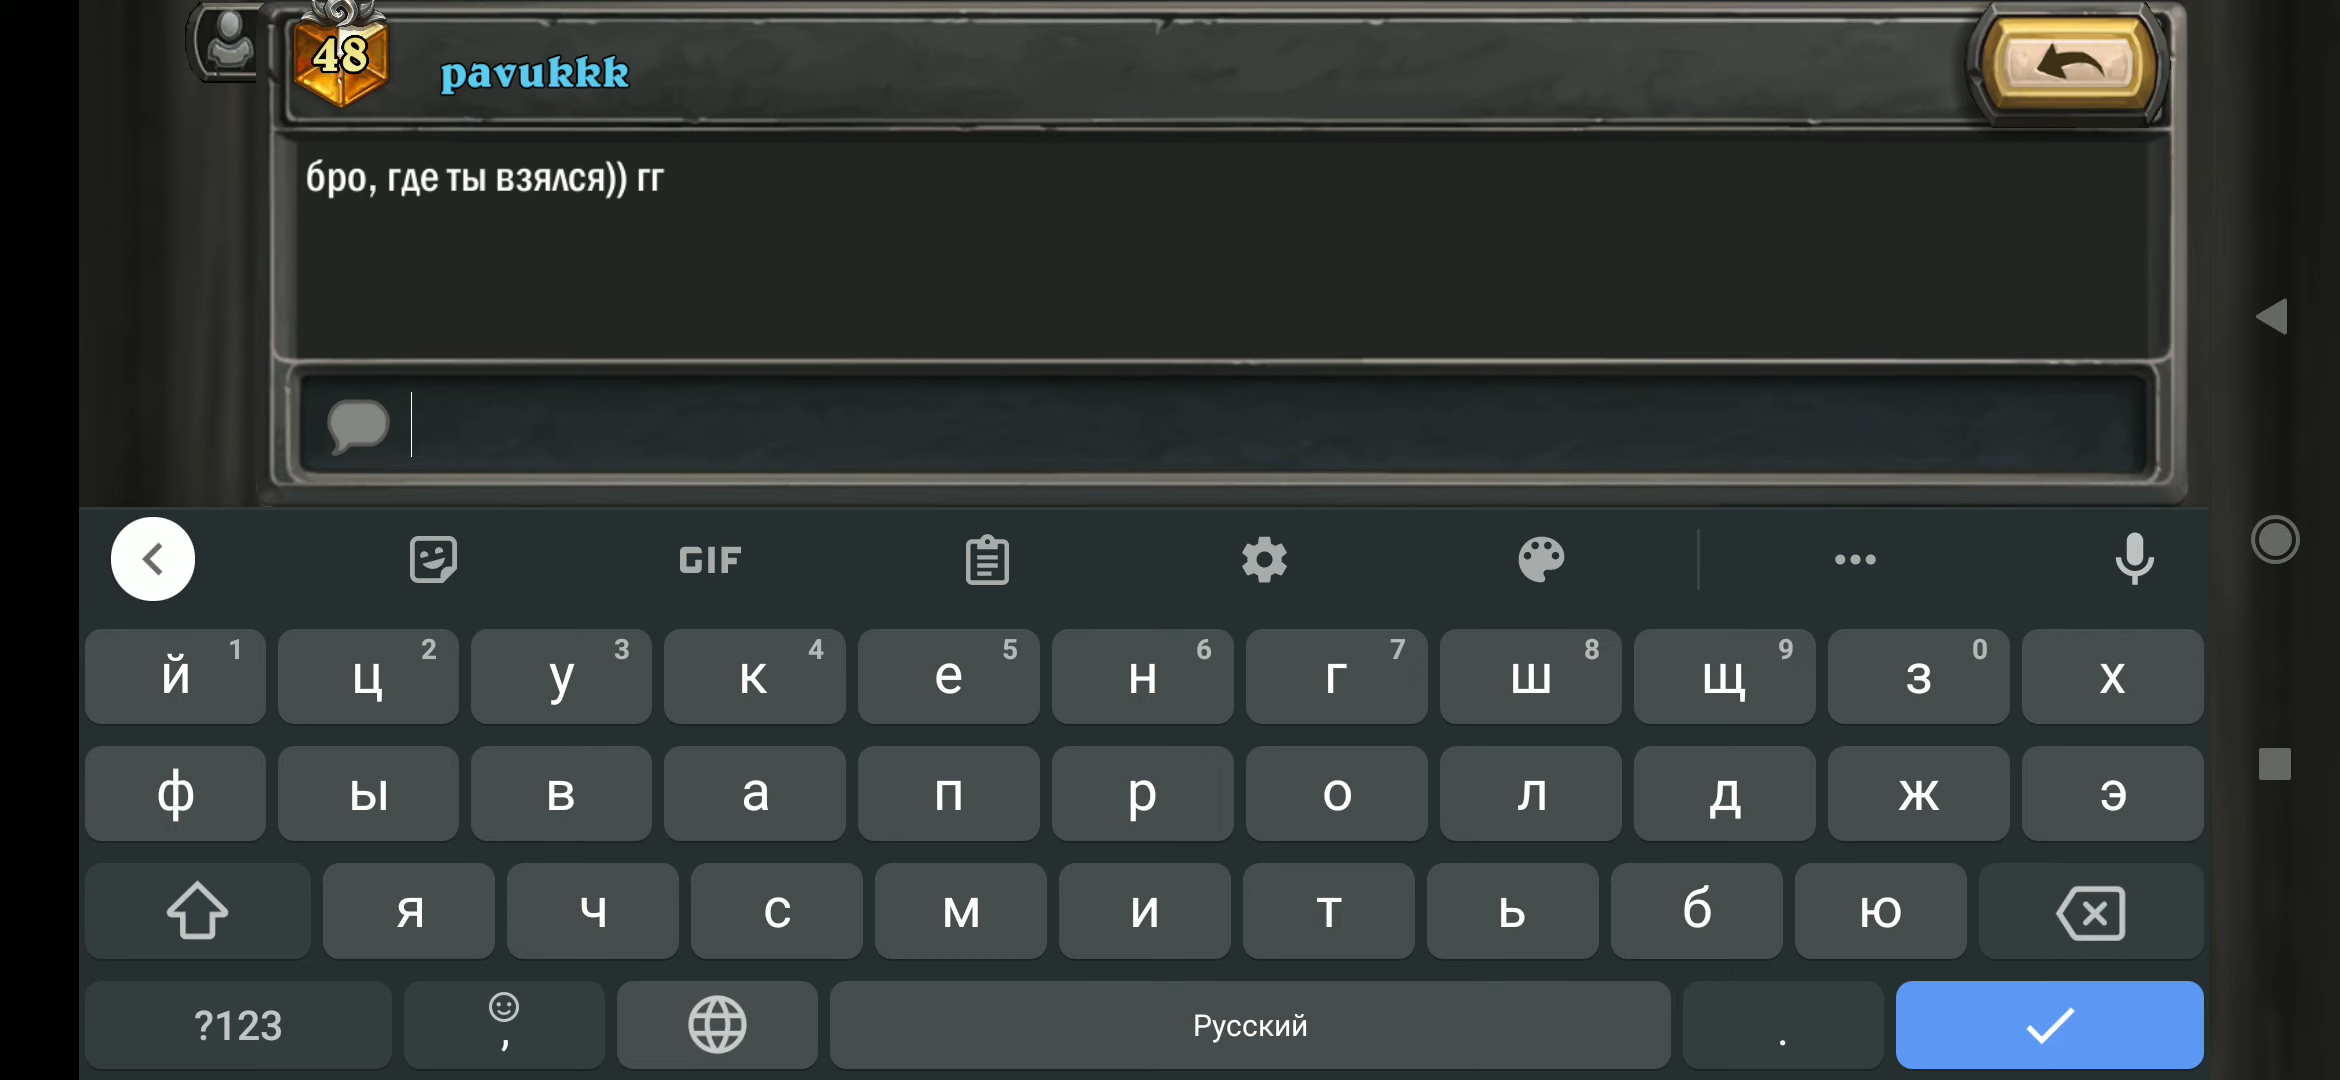 48
pavukkk
бро, где ты взялся)) гг
GIF
й 1 ц 2 у 3 к 4 е 5 н 6 г 7 ш 8 щ 9 з 0 х
ф ы в а п р о л д ж э
я ч с м и т ь б ю
?123 , Русский .